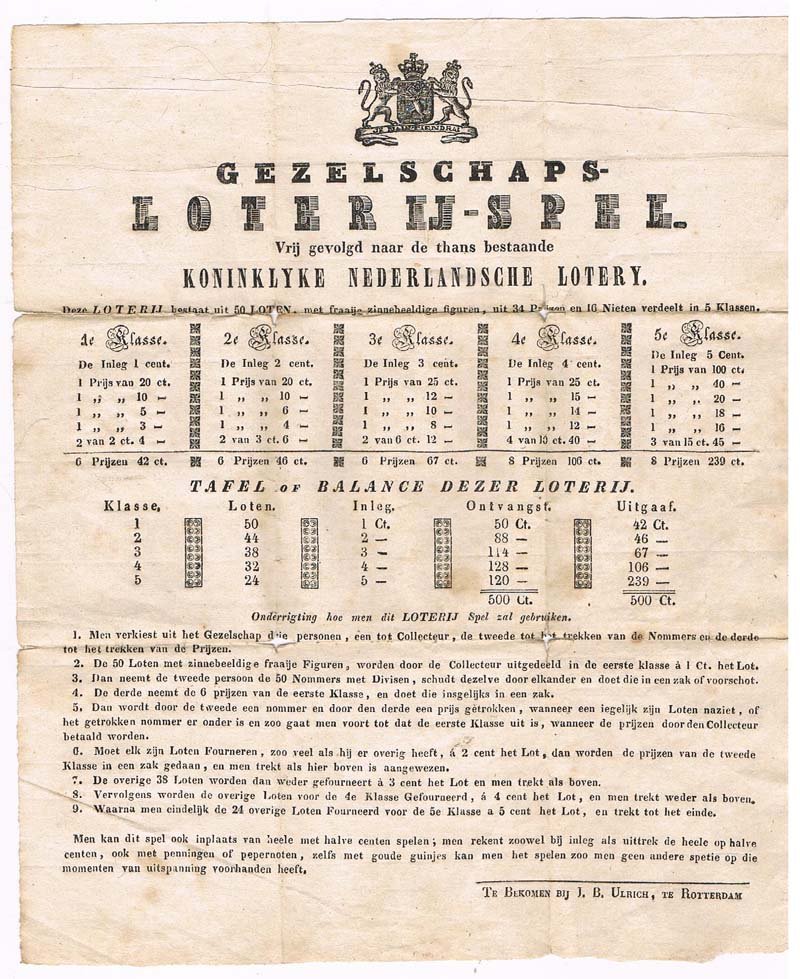 JE MAINTIENDRAI
GEZELSCHAPS-
LOTERIJ-SPEL.
Vrij gevolgd naar de thans bestaande
KONINKLYKE NEDERLANDSCHE LOTERY.
Deze LOTERIJ bestaat uit 50 LOTEN, met fraaije zinnebeeldige figuren, uit 34 Prijzen en 16 Nieten verdeelt in 5 Klassen.
1e Klasse. 2e Klasse. 3e Klasse. 4e Klasse. 5e Klasse.
De Inleg 1 cent. De Inleg 2 cent. De Inleg 3 cent. De Inleg 4 cent. De Inleg 5 Cent.
1 Prijs van 20 ct. 1 Prijs van 20 ct. 1 Prijs van 25 ct. 1 Prijs van 25 ct. 1 Prijs van 100 ct.
1 „ „ 10 — 1 „ „ 10 — 1 „ „ 12 — 1 „ „ 15 — 1 „ „ 40 —
1 „ „ 5 — 1 „ „ 6 — 1 „ „ 10 — 1 „ „ 14 — 1 „ „ 20 —
1 „ „ 3 — 1 „ „ 4 — 1 „ „ 8 — 1 „ „ 12 — 1 „ „ 18 —
1 „ „ 16 —
2 van 2 ct. 4 — 2 van 3 ct. 6 — 2 van 6 ct. 12 — 4 van 10 ct. 40 — 3 van 15 ct. 45 —
6 Prijzen 42 ct. 6 Prijzen 46 ct. 6 Prijzen 67 ct. 8 Prijzen 106 ct. 8 Prijzen 239 ct.
TAFEL OF BALANCE DEZER LOTERIJ.
Klasse, Loten. Inleg. Ontvangst. Uitgaaf.
1 50 1 Ct. 50 Ct. 42 Ct.
2 44 2 — 88 — 46 —
3 38 3 — 114 — 67 —
4 32 4 — 128 — 106 —
5 24 5 — 120 — 239 —
500 Ct. 500 Ct.
Onderrigting hoe men dit LOTERIJ Spel zal gebruiken.
1. Men verkiest uit het Gezelschap drie personen, een tot Collecteur, de tweede tot het trekken van de Nommers en de derde
tot het trekken van de Prijzen.
2. De 50 Loten met zinnebeeldige fraaije Figuren, worden door de Collecteur uitgedeeld in de eerste klasse à 1 Ct. het Lot.
3. Dan neemt de tweede persoon de 50 Nommers met Divisen, schudt dezelve door elkander en doet die in een zak of voorschot.
4. De derde neemt de 6 prijzen van de eerste Klasse, en doet die insgelijks in een zak.
5. Dan wordt door de tweede een nommer en door den derde een prijs getrokken, wanneer een iegelijk zijn Loten naziet, of
het getrokken nommer er onder is en zoo gaat men voort tot dat de eerste Klasse uit is, wanneer de prijzen door den Collecteur
betaald worden.
6. Moet elk zijn Loten Fourneren, zoo veel als hij er overig heeft, á 2 cent het Lot, dan worden de prijzen van de tweede
Klasse in een zak gedaan, en men trekt als hier boven is aangewezen.
7. De overige 38 Loten worden dan weder gefourneert à 3 cent het Lot en men trekt als boven.
8. Vervolgens worden de overige Loten voor de 4e Klasse Gefourneerd, á 4 cent het Lot, en men trekt weder als boven.
9. Waarna men eindelijk de 24 overige Loten Fourneerd voor de 5e Klasse a 5 cent het Lot, en trekt tot het einde.
Men kan dit spel ook inplaats van heele met halve centen spelen; men rekent zoowel bij inleg als uittrek de heele op halve
centen, ook met penningen of pepernoten, zelfs met goude guinjes kan men het spelen zoo men geen andere spetie op die
momenten van uitspanning voorhanden heeft.
TE BEKOMEN BIJ J. B. ULRICH, TE ROTTERDAM